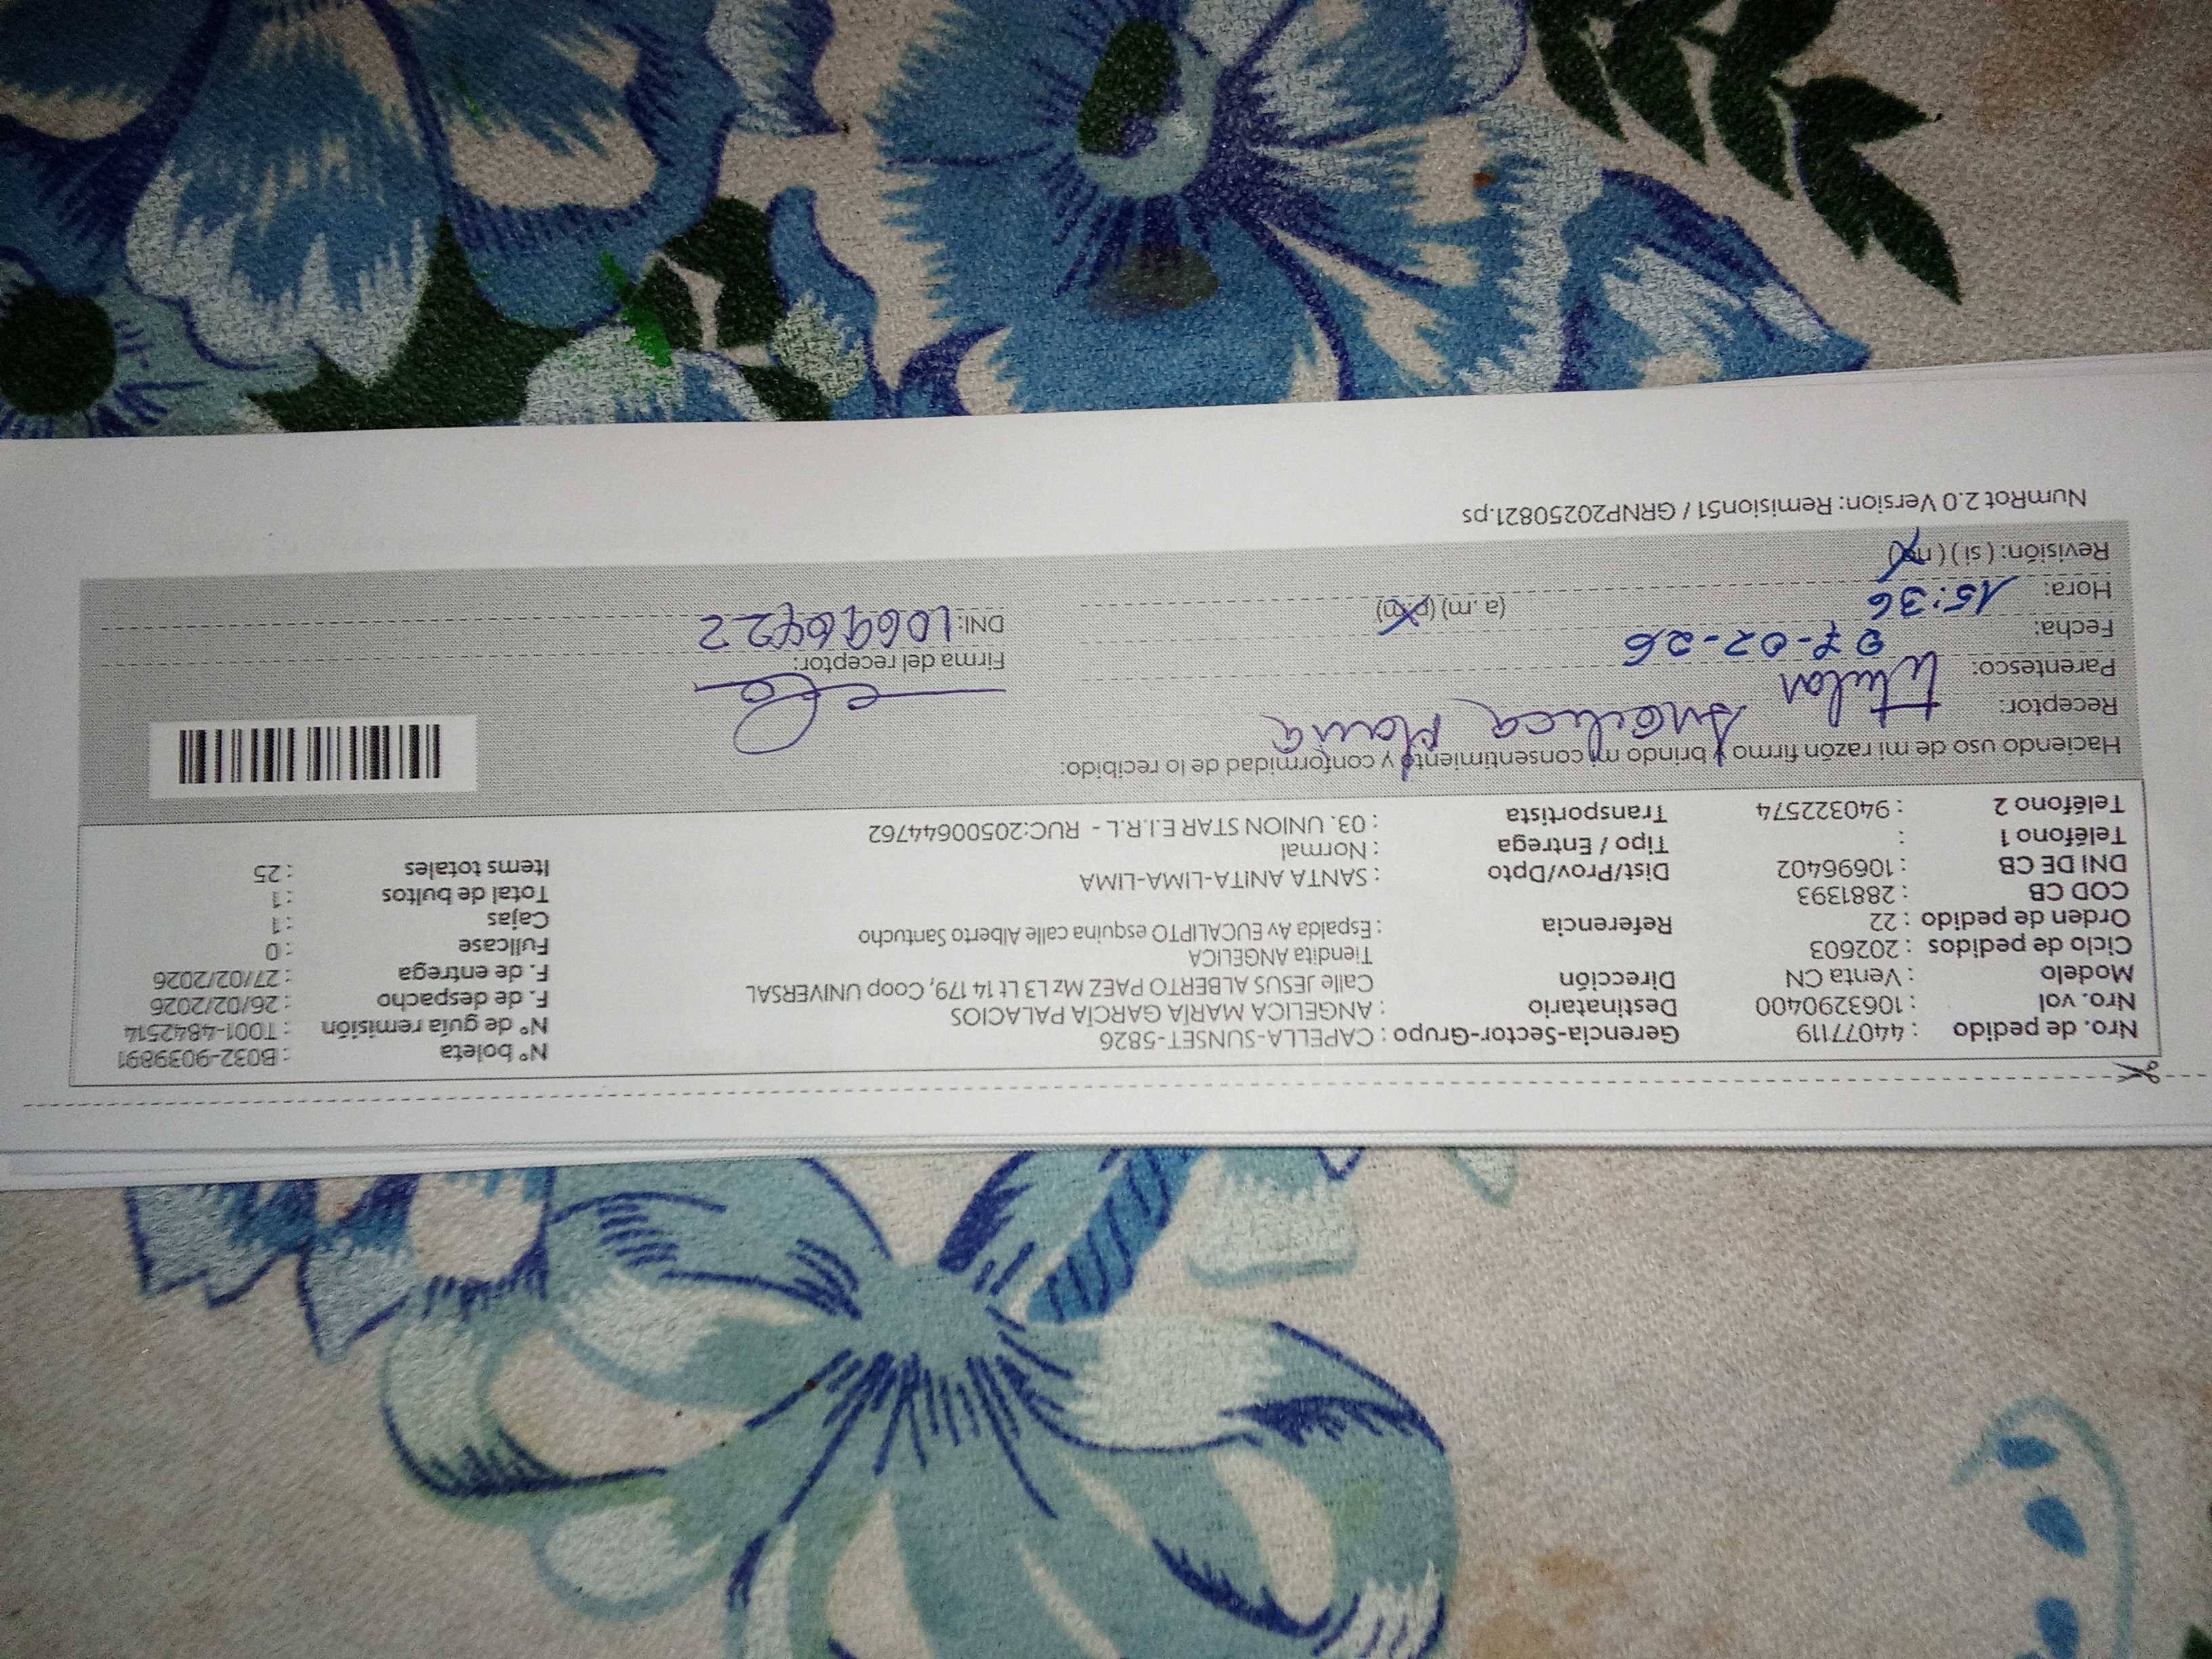 Nro. de pedido : 44077119
Nro. vol : 1063290400
Modelo : Venta CN
Ciclo de pedidos : 202603
Orden de pedido : 22
COD CB : 2881393
DNI DE CB : 10696402
Teléfono 1 :
Teléfono 2 : 940322574
Gerencia-Sector-Grupo : CAPELLA-SUNSET-5826
Destinatario : ANGELICA MARÍA GARCÍA PALACIOS
Dirección Calle JESUS ALBERTO PAEZ Mz L3 Lt 14 179, Coop UNIVERSAL
Tiendita ANGELICA
Referencia : Espalda Av EUCALIPTO esquina calle Alberto Santucho
Dist/Prov/Dpto : SANTA ANITA-LIMA-LIMA
Tipo / Entrega : Normal
Transportista : 03. UNION STAR E.I.R.L - RUC:20500644762
N° boleta : B032-9039891
N° de guía remisión : T001-4842514
F. de despacho : 26/02/2026
F. de entrega : 27/02/2026
Fullcase : 0
Cajas : 1
Total de bultos : 1
Items totales : 25
Haciendo uso de mi razón firmo y brindo mi consentimiento y conformidad de lo recibido:
Receptor: Angelica Maria
Parentesco: titular
Fecha: 27-02-26
Hora: 15:36 (a. m) (p.m)
Revisión: ( si ) ( no )
Firma del receptor:
DNI:
NumRot 2.0 Version: Remision51 / GRNP20250821.ps